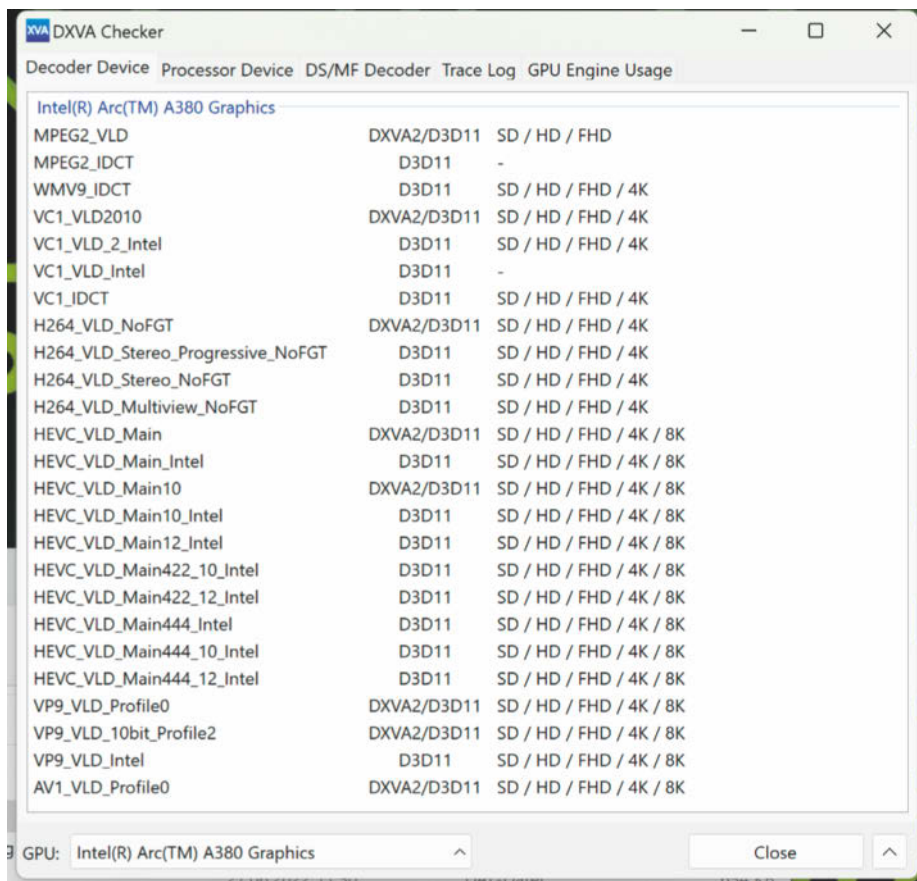 XVA DXVA Checker
Decoder Device Processor Device DS/MF Decoder Trace Log GPU Engine Usage
Intel(R) Arc(TM) A380 Graphics
MPEG2_VLD DXVA2/D3D11 SD / HD / FHD
MPEG2_IDCT D3D11 -
WMV9_IDCT D3D11 SD / HD / FHD / 4K
VC1_VLD2010 DXVA2/D3D11 SD / HD / FHD / 4K
VC1_VLD_2_Intel D3D11 SD / HD / FHD / 4K
VC1_VLD_Intel D3D11 -
VC1_IDCT D3D11 SD / HD / FHD / 4K
H264_VLD_NoFGT DXVA2/D3D11 SD / HD / FHD / 4K
H264_VLD_Stereo_Progressive_NoFGT D3D11 SD / HD / FHD / 4K
H264_VLD_Stereo_NoFGT D3D11 SD / HD / FHD / 4K
H264_VLD_Multiview_NoFGT D3D11 SD / HD / FHD / 4K
HEVC_VLD_Main DXVA2/D3D11 SD / HD / FHD / 4K / 8K
HEVC_VLD_Main_Intel D3D11 SD / HD / FHD / 4K / 8K
HEVC_VLD_Main10 DXVA2/D3D11 SD / HD / FHD / 4K / 8K
HEVC_VLD_Main10_Intel D3D11 SD / HD / FHD / 4K / 8K
HEVC_VLD_Main12_Intel D3D11 SD / HD / FHD / 4K / 8K
HEVC_VLD_Main422_10_Intel D3D11 SD / HD / FHD / 4K / 8K
HEVC_VLD_Main422_12_Intel D3D11 SD / HD / FHD / 4K / 8K
HEVC_VLD_Main444_Intel D3D11 SD / HD / FHD / 4K / 8K
HEVC_VLD_Main444_10_Intel D3D11 SD / HD / FHD / 4K / 8K
HEVC_VLD_Main444_12_Intel D3D11 SD / HD / FHD / 4K / 8K
VP9_VLD_Profile0 DXVA2/D3D11 SD / HD / FHD / 4K / 8K
VP9_VLD_10bit_Profile2 DXVA2/D3D11 SD / HD / FHD / 4K / 8K
VP9_VLD_Intel D3D11 SD / HD / FHD / 4K / 8K
AV1_VLD_Profile0 DXVA2/D3D11 SD / HD / FHD / 4K / 8K
GPU: Intel(R) Arc(TM) A380 Graphics Close